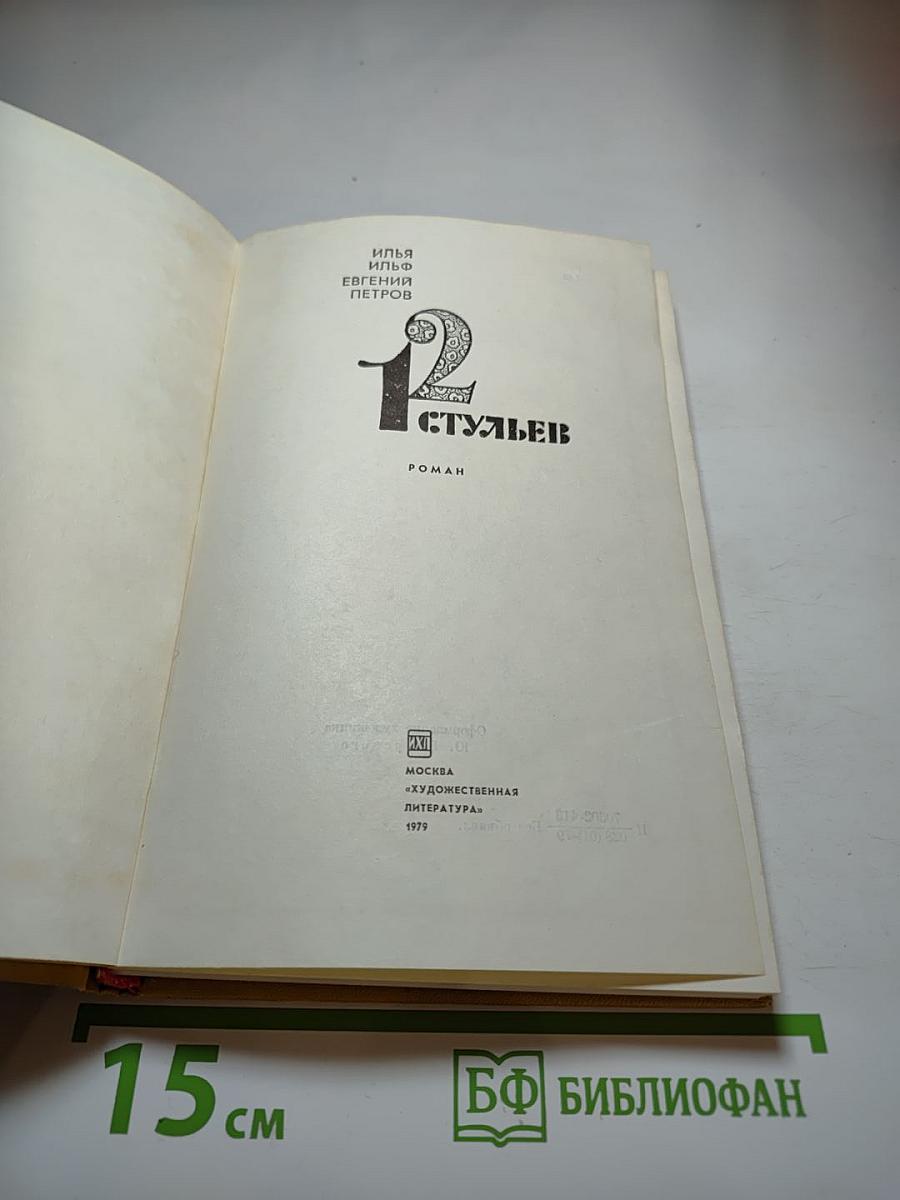 ИЛЬЯ
ИЛЬФ
ЕВГЕНИЙ
ПЕТРОВ
12
СТУЛЬЕВ
РОМАН
МОСКВА
«ХУДОЖЕСТВЕННАЯ
ЛИТЕРАТУРА»
1979
15 см
БФ БИБЛИОФАН